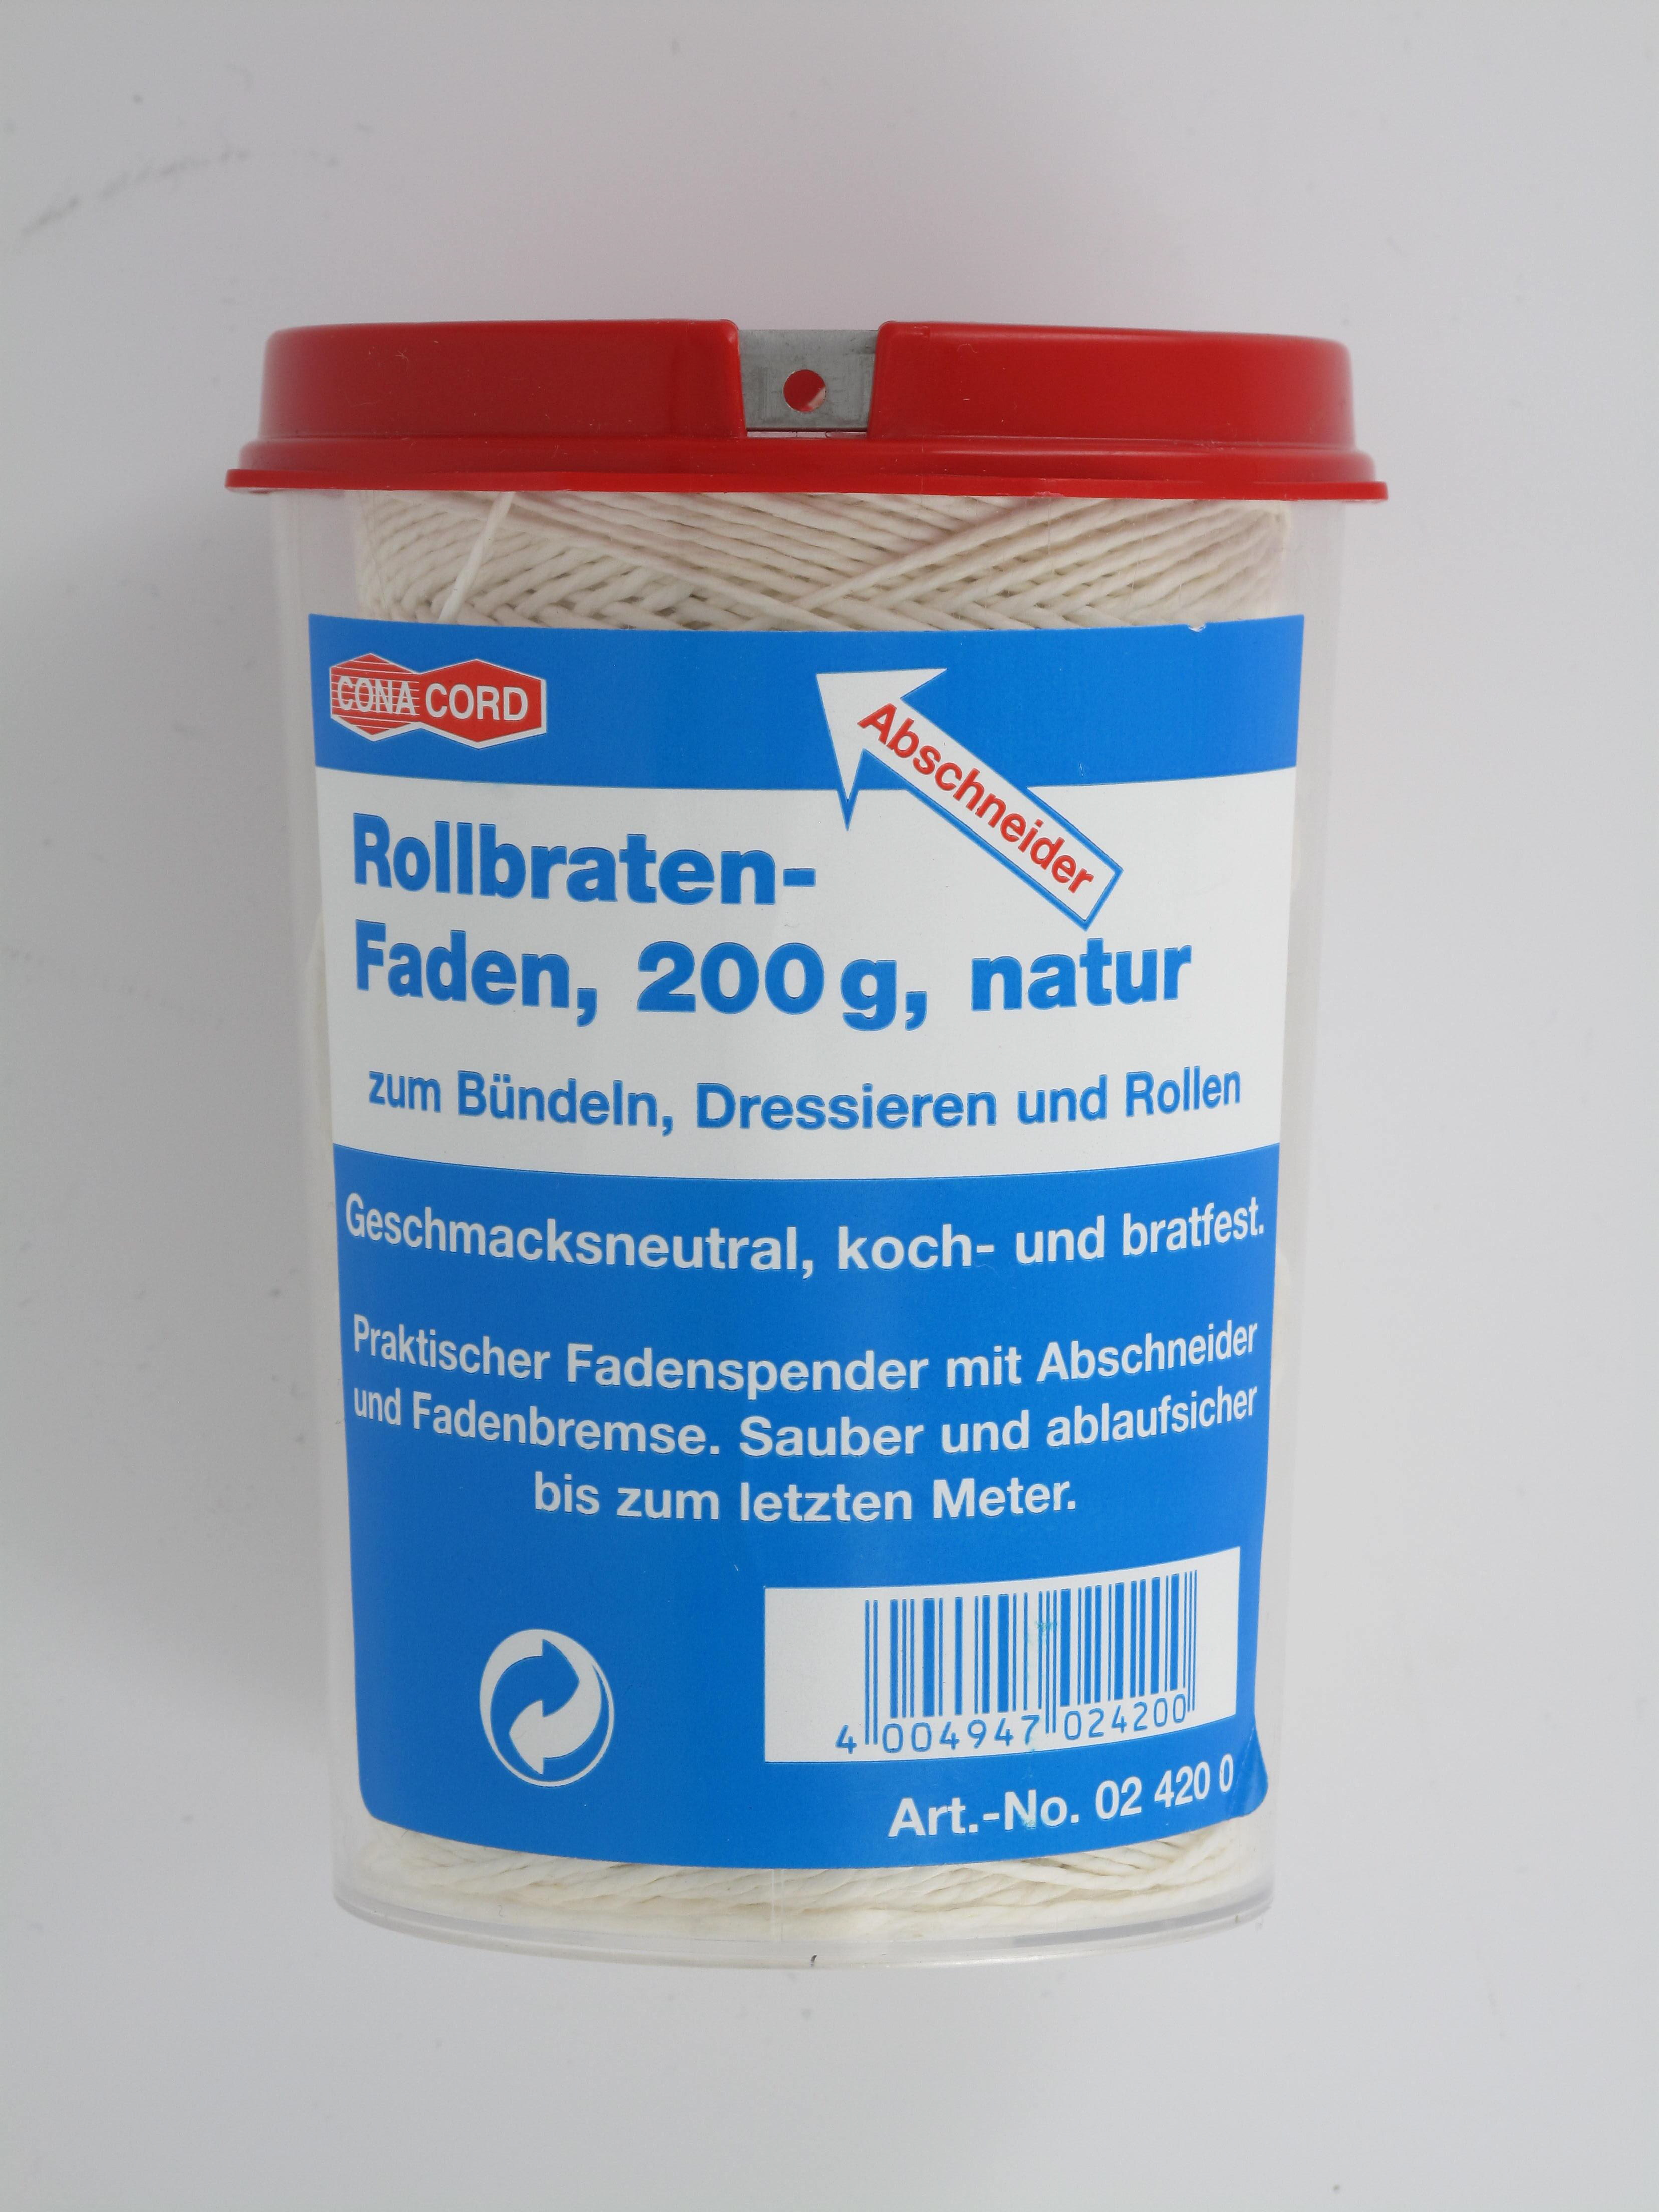 CONA CORD
Abschneider
Rollbraten-
Faden, 200 g, natur
zum Bündeln, Dressieren und Rollen
Geschmacksneutral, koch- und bratfest.
Praktischer Fadenspender mit Abschneider
und Fadenbremse. Sauber und ablaufsicher
bis zum letzten Meter.
4 004947 024200
Art.-No. 02 420 0